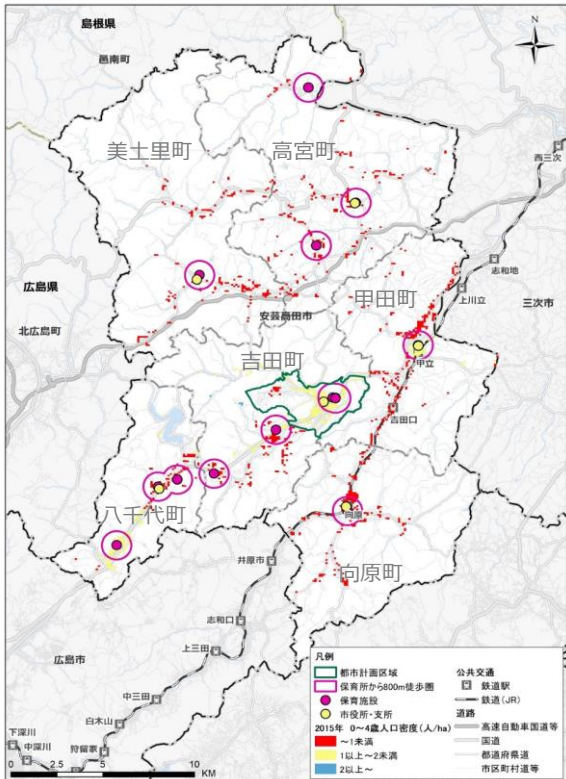 島根県
邑南町
N
美土里町
高宮町
西三次
志和地
広島県
甲田町
上川立
三次市
安芸高田市
北広島町
吉田町
甲立
吉田口
八千代町
向原
井原市
向原町
志和口
広島市
上三田
中三田
白木山
下深川
中深川
狩留家
0
2.5
5
10
KM
凡例
都市計画区域
保育所から800m徒歩圏
保育施設
市役所・支所
2015年 0~4歳人口密度(人/ha)
~1未満
1以上~2未満
2以上~
公共交通
鉄道駅
鉄道(JR)
道路
高速自動車国道等
国道
都道府県道
市区町村道等